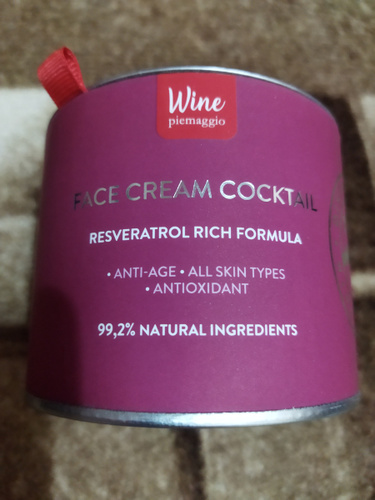 Wine
piemaggio
FACE CREAM COCKTAIL
RESVERATROL RICH FORMULA
• ANTI-AGE • ALL SKIN TYPES
• ANTIOXIDANT
99,2% NATURAL INGREDIENTS